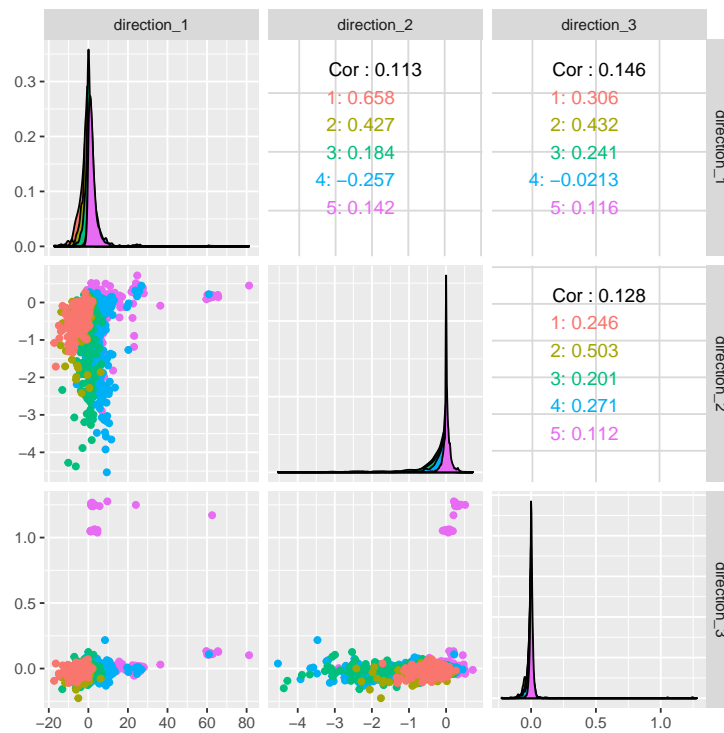 direction_1 direction_2 direction_3
Cor : 0.113
1: 0.658
2: 0.427
3: 0.184
4: −0.257
5: 0.142
Cor : 0.146
1: 0.306
2: 0.432
3: 0.241
4: −0.0213
5: 0.116
direction_1
0.3
0.2
0.1
0.0
Cor : 0.128
1: 0.246
2: 0.503
3: 0.201
4: 0.271
5: 0.112
direction_2
0
−1
−2
−3
−4
direction_3
1.0
0.5
0.0
−20 0 20 40 60 80
−4 −3 −2 −1 0
0.0 0.5 1.0